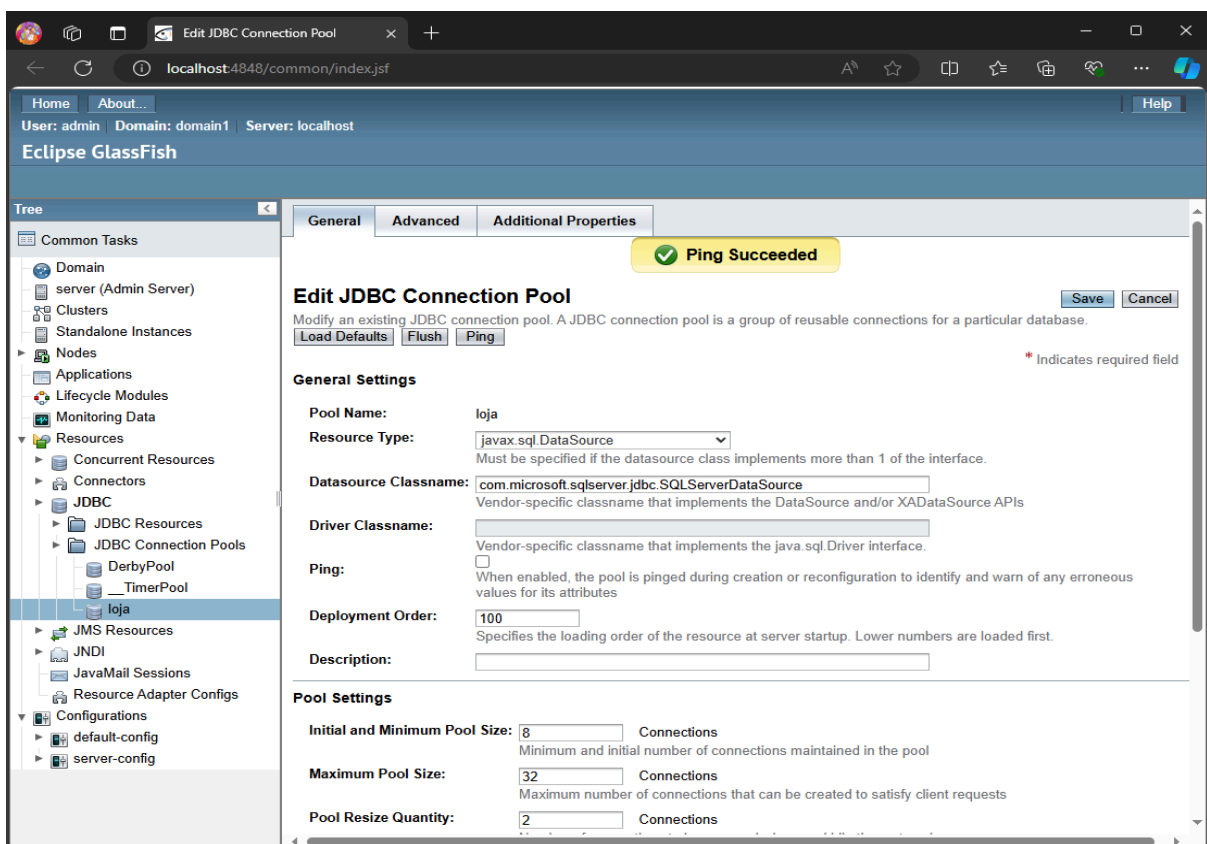 Edit JDBC Connection Pool
localhost:4848/common/index.jsf
Home About... Help
User: admin Domain: domain1 Server: localhost
Eclipse GlassFish
Tree
Common Tasks
Domain
server (Admin Server)
Clusters
Standalone Instances
Nodes
Applications
Lifecycle Modules
Monitoring Data
Resources
Concurrent Resources
Connectors
JDBC
JDBC Resources
JDBC Connection Pools
DerbyPool
__TimerPool
loja
JMS Resources
JNDI
JavaMail Sessions
Resource Adapter Configs
Configurations
default-config
server-config
General Advanced Additional Properties
Ping Succeeded
Edit JDBC Connection Pool
Save Cancel
Modify an existing JDBC connection pool. A JDBC connection pool is a group of reusable connections for a particular database.
Load Defaults Flush Ping
* Indicates required field
General Settings
Pool Name: loja
Resource Type: javax.sql.DataSource
Must be specified if the datasource class implements more than 1 of the interface.
Datasource Classname: com.microsoft.sqlserver.jdbc.SQLServerDataSource
Vendor-specific classname that implements the DataSource and/or XADataSource APIs
Driver Classname:
Vendor-specific classname that implements the java.sql.Driver interface.
Ping:
When enabled, the pool is pinged during creation or reconfiguration to identify and warn of any erroneous
values for its attributes
Deployment Order: 100
Specifies the loading order of the resource at server startup. Lower numbers are loaded first.
Description:
Pool Settings
Initial and Minimum Pool Size: 8 Connections
Minimum and initial number of connections maintained in the pool
Maximum Pool Size: 32 Connections
Maximum number of connections that can be created to satisfy client requests
Pool Resize Quantity: 2 Connections